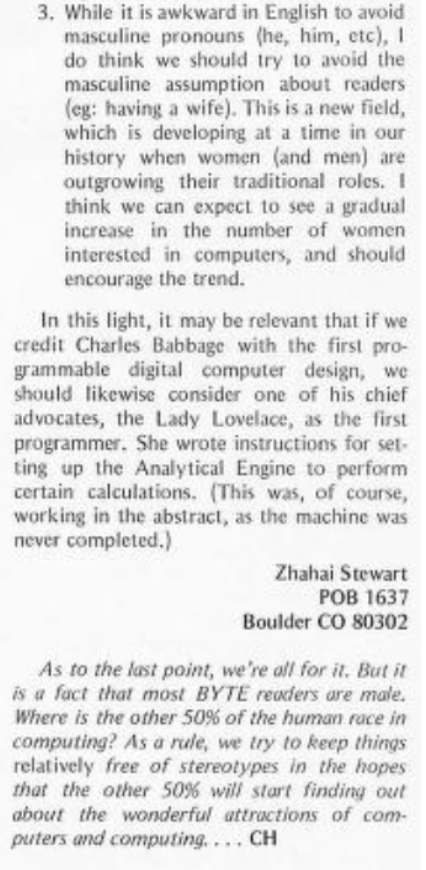 3. While it is awkward in English to avoid
masculine pronouns (he, him, etc), I
do think we should try to avoid the
masculine assumption about readers
(eg: having a wife). This is a new field,
which is developing at a time in our
history when women (and men) are
outgrowing their traditional roles. I
think we can expect to see a gradual
increase in the number of women
interested in computers, and should
encourage the trend.
In this light, it may be relevant that if we
credit Charles Babbage with the first pro-
grammable digital computer design, we
should likewise consider one of his chief
advocates, the Lady Lovelace, as the first
programmer. She wrote instructions for set-
ting up the Analytical Engine to perform
certain calculations. (This was, of course,
working in the abstract, as the machine was
never completed.)
Zhahai Stewart
POB 1637
Boulder CO 80302
As to the last point, we're all for it. But it
is a fact that most BYTE readers are male.
Where is the other 50% of the human race in
computing? As a rule, we try to keep things
relatively free of stereotypes in the hopes
that the other 50% will start finding out
about the wonderful attractions of com-
puters and computing. . . . CH